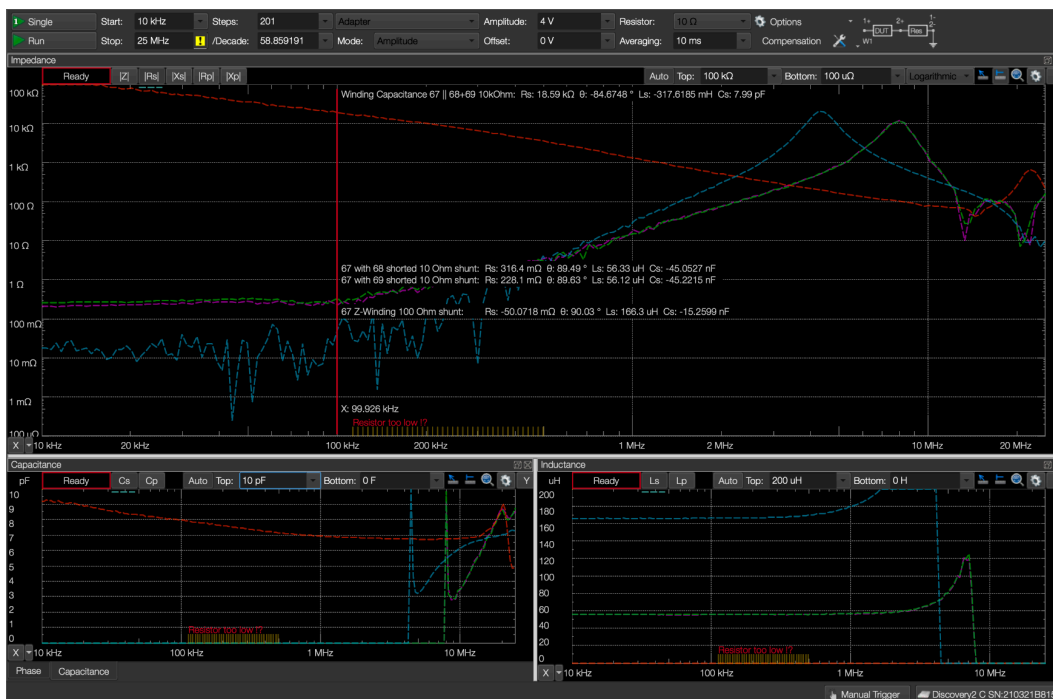 Single Start: 10 kHz Steps: 201 Adapter Amplitude: 4 V Resistor: 10 Ω Options
Run Stop: 25 MHz ! /Decade: 58.859191 Mode: Amplitude Offset: 0 V Averaging: 10 ms Compensation
1+ 2+ 1- 2-
DUT Res
W1
Impedance
Ready |Z| |Rs| |Xs| |Rp| |Xp| Auto Top: 100 kΩ Bottom: 100 uΩ Logarithmic
100 kΩ
Winding Capacitance 67 || 68+69 10kOhm: Rs: 18.59 kΩ θ: -84.6748 ° Ls: -317.6185 mH Cs: 7.99 pF
10 kΩ
1 kΩ
100 Ω
10 Ω
67 with 68 shorted 10 Ohm shunt: Rs: 316.4 mΩ θ: 89.49 ° Ls: 56.33 uH Cs: -45.0527 nF
67 with 69 shorted 10 Ohm shunt: Rs: 228.1 mΩ θ: 89.63 ° Ls: 56.12 uH Cs: -45.2215 nF
1 Ω
67 Z-Winding 100 Ohm shunt: Rs: -50.0718 mΩ θ: 90.03 ° Ls: 166.3 uH Cs: -15.2599 nF
100 mΩ
10 mΩ
1 mΩ
X: 99.926 kHz
Resistor too low !?
100 uΩ
X 10 kHz 20 kHz 100 kHz 200 kHz 1 MHz 2 MHz 10 MHz 20 MHz
Capacitance
pF Ready Cs Cp Auto Top: 10 pF Bottom: 0 F Y
10
9
8
7
6
5
4
3
2
1
0
Resistor too low !?
X 10 kHz 100 kHz 1 MHz 10 MHz
Phase Capacitance
Inductance
uH Ready Ls Lp Auto Top: 200 uH Bottom: 0 H
200
180
160
140
120
100
80
60
40
20
0
Resistor too low !?
X 10 kHz 100 kHz 1 MHz 10 MHz
Manual Trigger Discovery2 C SN:210321B815